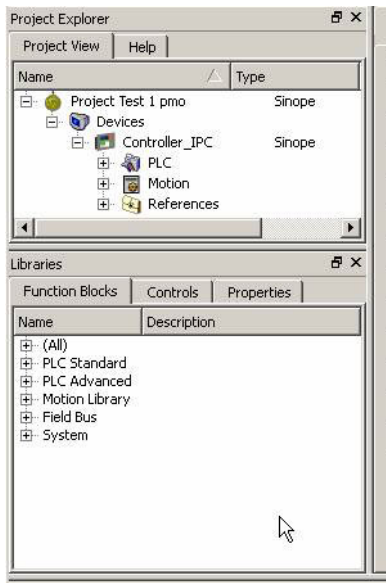 Project Explorer
Project View Help
Name Type
Project Test 1 pmo Sinope
Devices
Controller_IPC Sinope
PLC
Motion
References
Libraries
Function Blocks Controls Properties
Name Description
(All)
PLC Standard
PLC Advanced
Motion Library
Field Bus
System